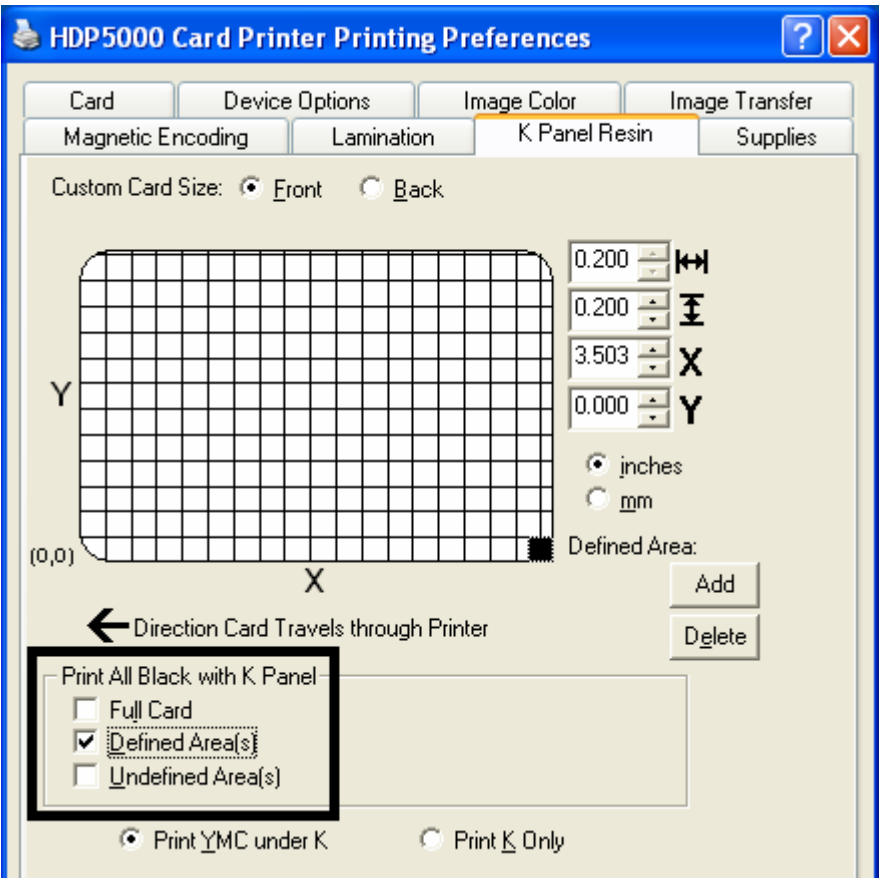 HDP5000 Card Printer Printing Preferences
Card Device Options Image Color Image Transfer
Magnetic Encoding Lamination K Panel Resin Supplies
Custom Card Size: Front Back
0.200
0.200
3.503 X
Y 0.000 Y
inches
mm
(0,0) Defined Area:
X Add
Direction Card Travels through Printer Delete
Print All Black with K Panel
Full Card
Defined Area(s)
Undefined Area(s)
Print YMC under K Print K Only